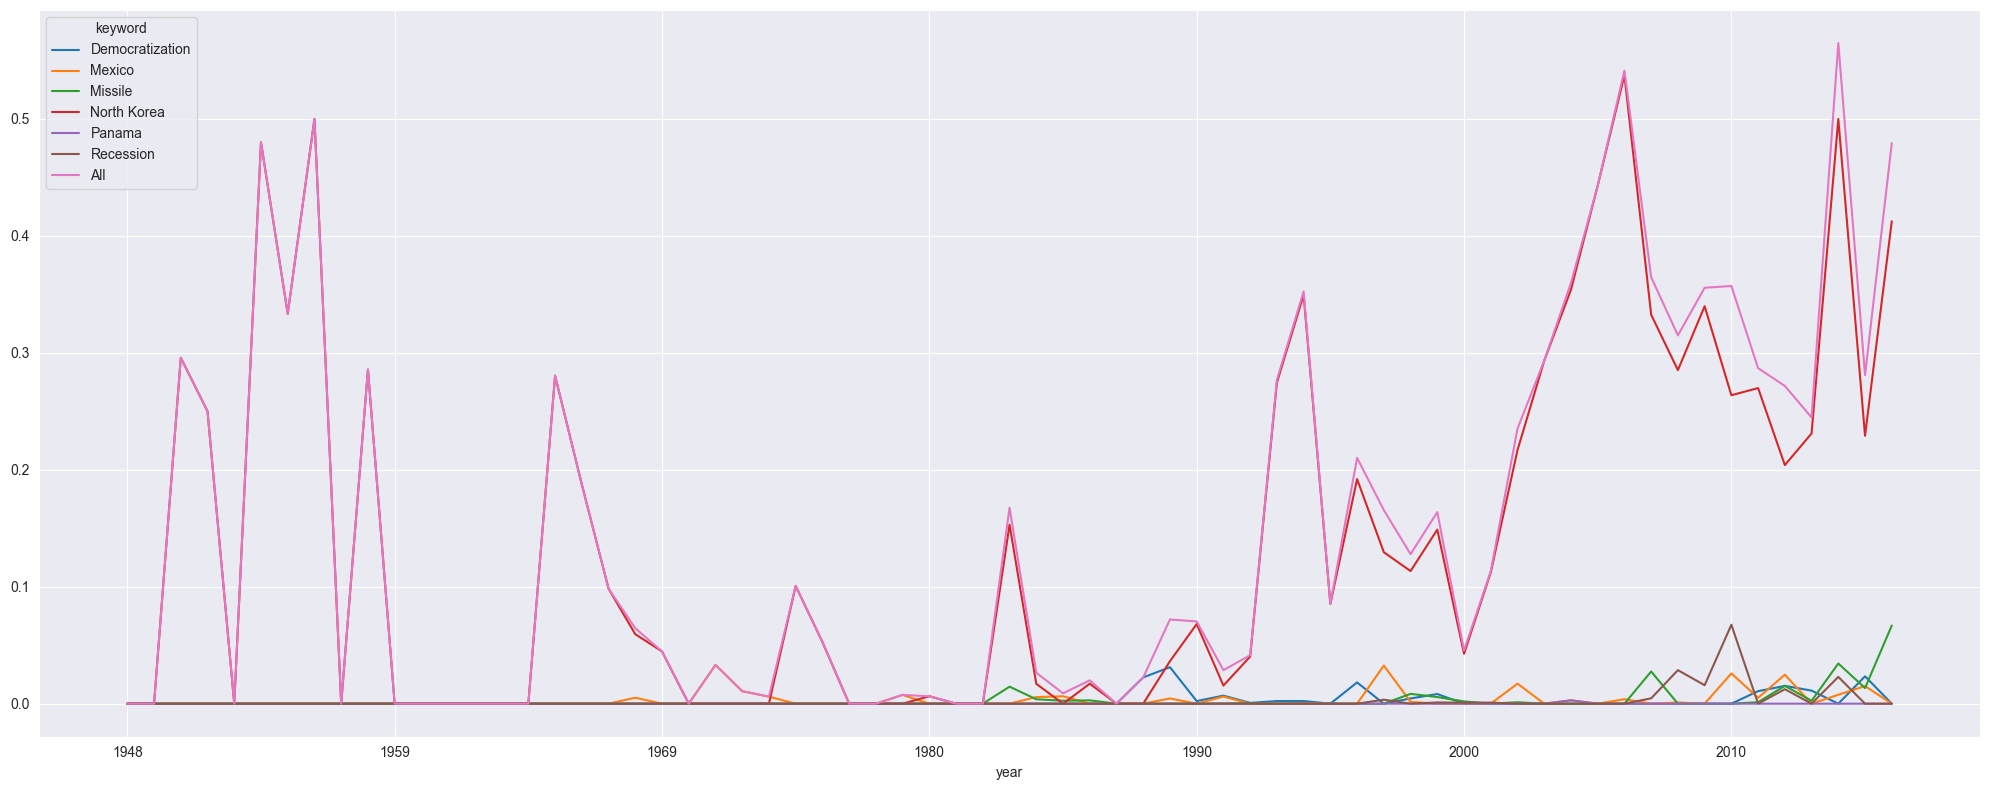 keyword
Democratization
Mexico
Missile
North Korea
Panama
Recession
All
0.5
0.4
0.3
0.2
0.1
0.0
1948 1959 1969 1980 1990 2000 2010
year